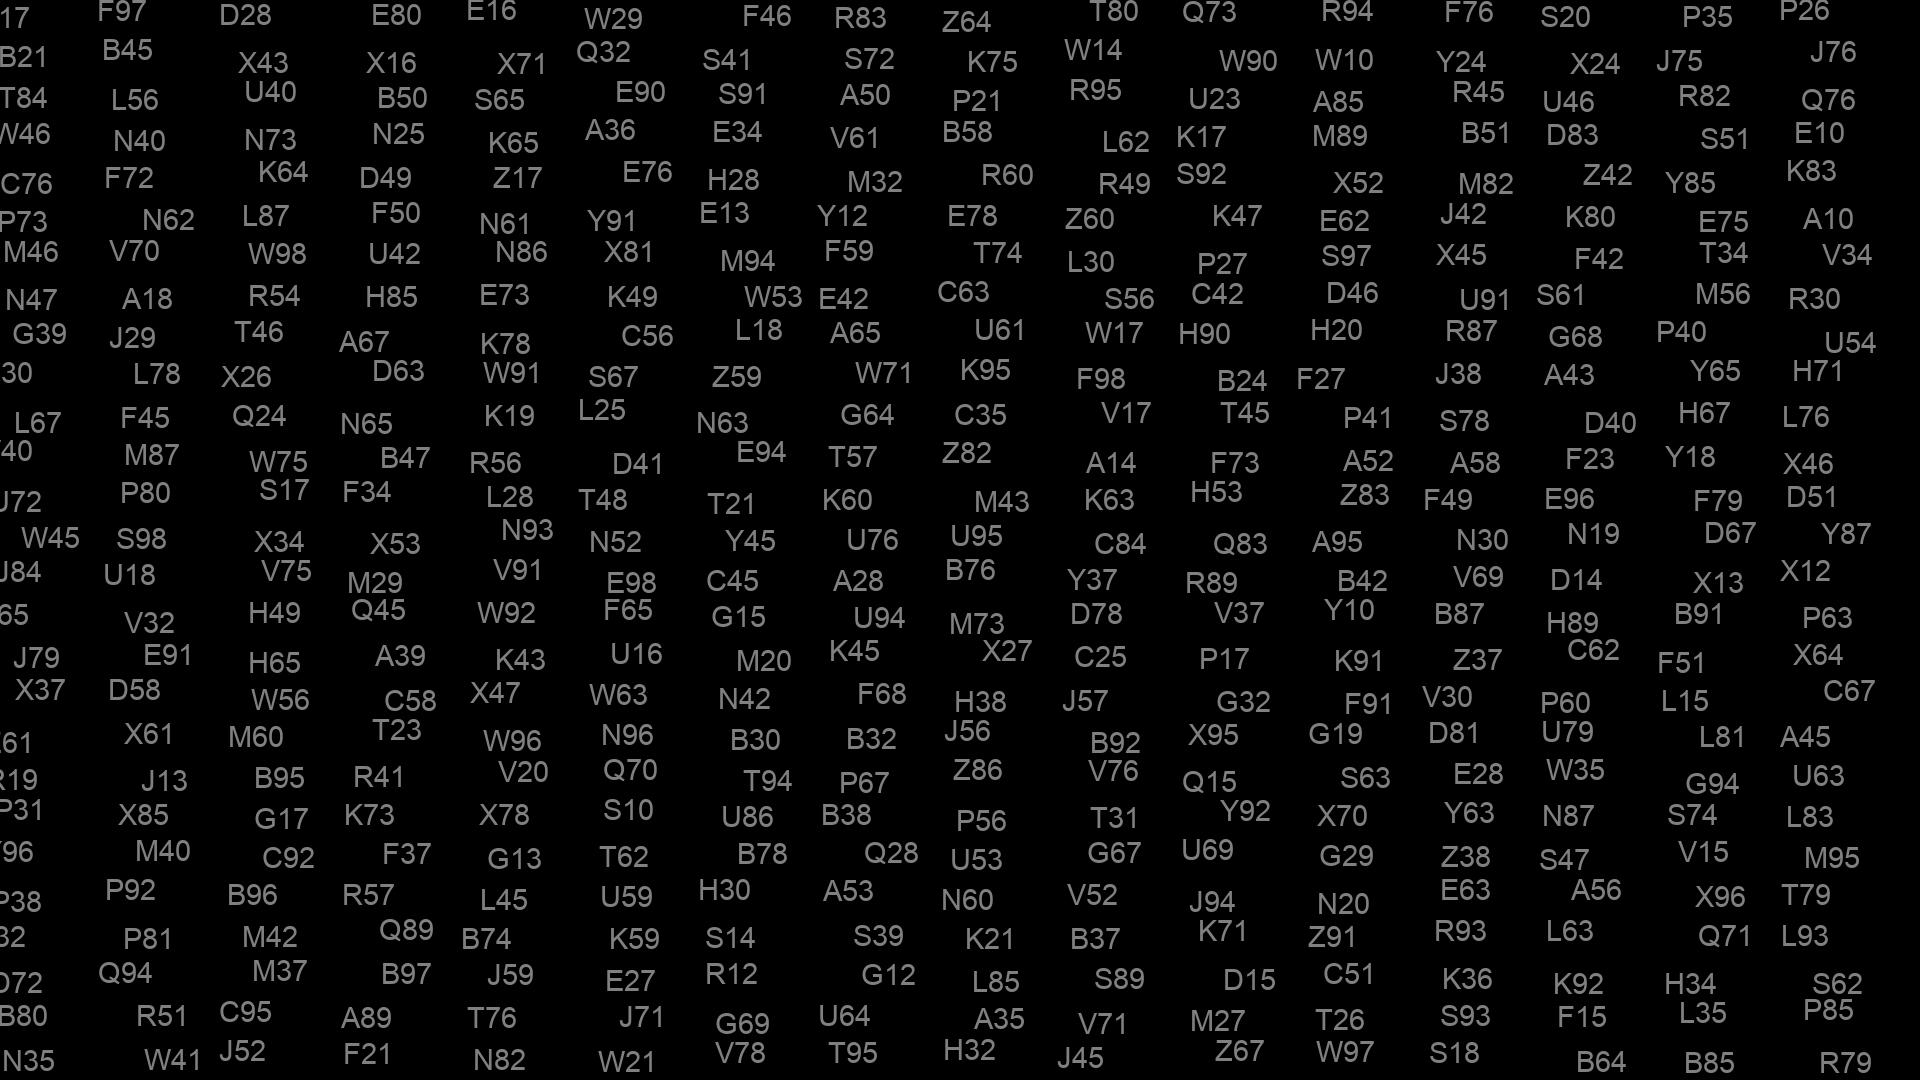 17 F97 D28 E80 E16 W29 F46 R83 Z64 T80 Q73 R94 F76 S20 P35 P26
B21 B45 X43 X16 X71 Q32 S41 S72 K75 W14 W90 W10 Y24 X24 J75 J76
T84 L56 U40 B50 S65 E90 S91 A50 P21 R95 U23 A85 R45 U46 R82 Q76
W46 N40 N73 N25 K65 A36 E34 V61 B58 L62 K17 M89 B51 D83 S51 E10
C76 F72 K64 D49 Z17 E76 H28 M32 R60 R49 S92 X52 M82 Z42 Y85 K83
P73 N62 L87 F50 N61 Y91 E13 Y12 E78 Z60 K47 E62 J42 K80 E75 A10
M46 V70 W98 U42 N86 X81 M94 F59 T74 L30 P27 S97 X45 F42 T34 V34
N47 A18 R54 H85 E73 K49 W53 E42 C63 S56 C42 D46 U91 S61 M56 R30
G39 J29 T46 A67 K78 C56 L18 A65 U61 W17 H90 H20 R87 G68 P40 U54
30 L78 X26 D63 W91 S67 Z59 W71 K95 F98 B24 F27 J38 A43 Y65 H71
L67 F45 Q24 N65 K19 L25 N63 G64 C35 V17 T45 P41 S78 D40 H67 L76
40 M87 W75 B47 R56 D41 E94 T57 Z82 A14 F73 A52 A58 F23 Y18 X46
J72 P80 S17 F34 L28 T48 T21 K60 M43 K63 H53 Z83 F49 E96 F79 D51
W45 S98 X34 X53 N93 N52 Y45 U76 U95 C84 Q83 A95 N30 N19 D67 Y87
J84 U18 V75 M29 V91 E98 C45 A28 B76 Y37 R89 B42 V69 D14 X13 X12
65 V32 H49 Q45 W92 F65 G15 U94 M73 D78 V37 Y10 B87 H89 B91 P63
J79 E91 H65 A39 K43 U16 M20 K45 X27 C25 P17 K91 Z37 C62 F51 X64
X37 D58 W56 C58 X47 W63 N42 F68 H38 J57 G32 F91 V30 P60 L15 C67
61 X61 M60 T23 W96 N96 B30 B32 J56 B92 X95 G19 D81 U79 L81 A45
R19 J13 B95 R41 V20 Q70 T94 P67 Z86 V76 Q15 S63 E28 W35 G94 U63
P31 X85 G17 K73 X78 S10 U86 B38 P56 T31 Y92 X70 Y63 N87 S74 L83
96 M40 C92 F37 G13 T62 B78 Q28 U53 G67 U69 G29 Z38 S47 V15 M95
P38 P92 B96 R57 L45 U59 H30 A53 N60 V52 J94 N20 E63 A56 X96 T79
32 P81 M42 Q89 B74 K59 S14 S39 K21 B37 K71 Z91 R93 L63 Q71 L93
D72 Q94 M37 B97 J59 E27 R12 G12 L85 S89 D15 C51 K36 K92 H34 S62
B80 R51 C95 A89 T76 J71 G69 U64 A35 V71 M27 T26 S93 F15 L35 P85
N35 W41 J52 F21 N82 W21 V78 T95 H32 J45 Z67 W97 S18 B64 B85 R79